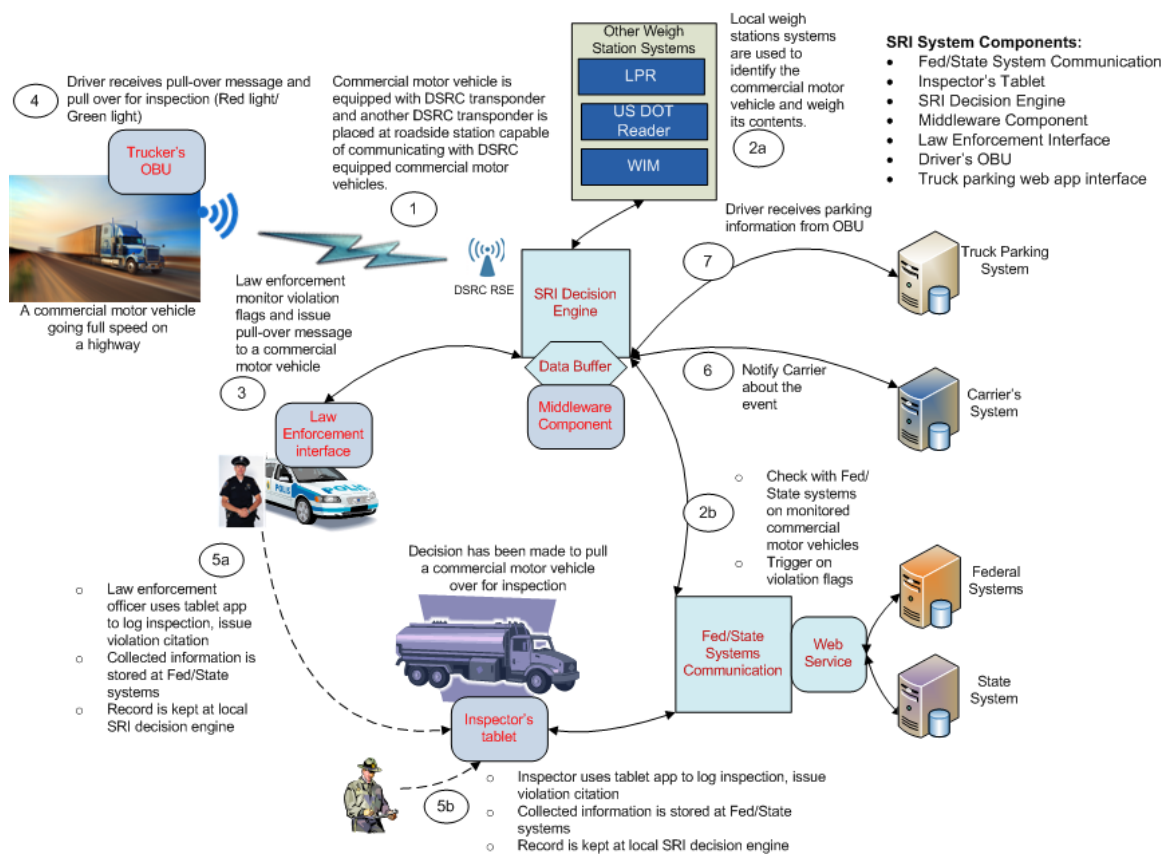 4
Driver receives pull-over message and
pull over for inspection (Red light/
Green light)
Trucker's
OBU
A commercial motor vehicle
going full speed on
a highway
Commercial motor vehicle is
equipped with DSRC transponder
and another DSRC transponder is
placed at roadside station capable
of communicating with DSRC
equipped commercial motor
vehicles.
1
DSRC RSE
Other Weigh
Station Systems
LPR
US DOT
Reader
WIM
Local weigh
stations systems
are used to
identify the
commercial motor
vehicle and weigh
its contents.
2a
SRI System Components:
• Fed/State System Communication
• Inspector's Tablet
• SRI Decision Engine
• Middleware Component
• Law Enforcement Interface
• Driver's OBU
• Truck parking web app interface
Driver receives parking
information from OBU
7
Truck Parking
System
SRI Decision
Engine
Data Buffer
Middleware
Component
6
Notify Carrier
about the
event
Carrier's
System
Law enforcement
monitor violation
flags and issue
pull-over message
to a commercial
motor vehicle
3
Law
Enforcement
interface
POLIS
5a
o Law enforcement
officer uses tablet app
to log inspection, issue
violation citation
o Collected information is
stored at Fed/State
systems
o Record is kept at local
SRI decision engine
Decision has been made to pull
a commercial motor vehicle
over for inspection
2b
o Check with Fed/
State systems
on monitored
commercial
motor vehicles
o Trigger on
violation flags
Fed/State
Systems
Communication
Web
Service
Federal
Systems
State
System
Inspector's
tablet
5b
o Inspector uses tablet app to log inspection, issue
violation citation
o Collected information is stored at Fed/State
systems
o Record is kept at local SRI decision engine